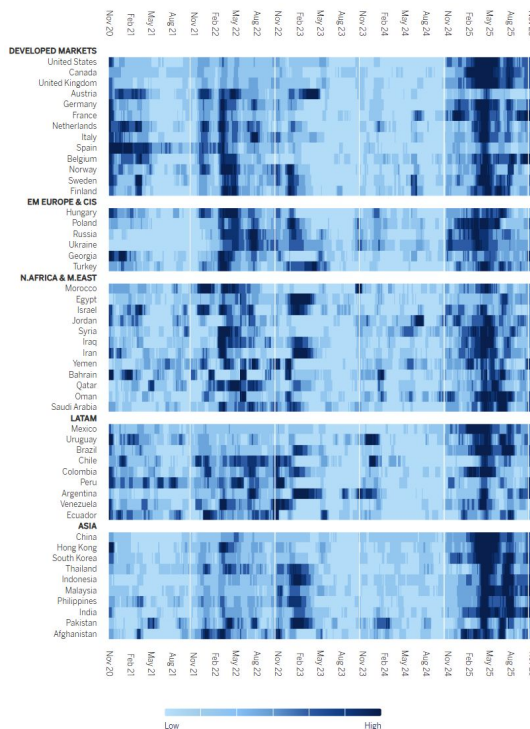 Nov 20 Feb 21 May 21 Aug 21 Nov 21 Feb 22 May 22 Aug 22 Nov 22 Feb 23 May 23 Aug 23 Nov 23 Feb 24 May 24 Aug 24 Nov 24 Feb 25 May 25 Aug 25 Nov 25
DEVELOPED MARKETS
United States
Canada
United Kingdom
Austria
Germany
France
Netherlands
Italy
Spain
Belgium
Norway
Sweden
Finland
EM EUROPE & CIS
Hungary
Poland
Russia
Ukraine
Georgia
Turkey
N.AFRICA & M.EAST
Morocco
Egypt
Israel
Jordan
Syria
Iraq
Iran
Yemen
Bahrain
Qatar
Oman
Saudi Arabia
LATAM
Mexico
Uruguay
Brazil
Chile
Colombia
Peru
Argentina
Venezuela
Ecuador
ASIA
China
Hong Kong
South Korea
Thailand
Indonesia
Malaysia
Philippines
India
Pakistan
Afghanistan
Nov 20 Feb 21 May 21 Aug 21 Nov 21 Feb 22 May 22 Aug 22 Nov 22 Feb 23 May 23 Aug 23 Nov 23 Feb 24 May 24 Aug 24 Nov 24 Feb 25 May 25 Aug 25 Nov 25
Low High